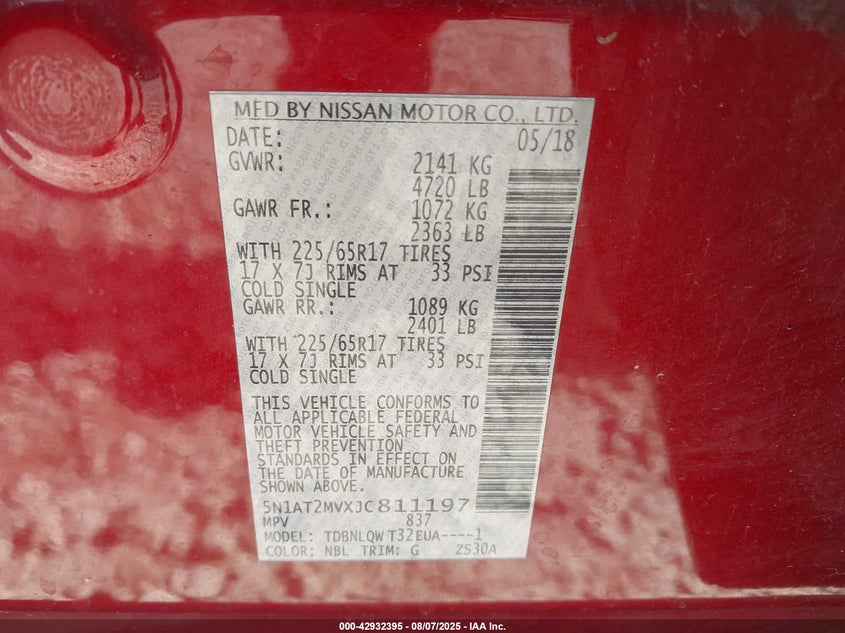 MFD BY NISSAN MOTOR CO., LTD.
DATE: 05/18
GVWR: 2141 KG
4720 LB
GAWR FR.: 1072 KG
2363 LB
WITH 225/65R17 TIRES
17 X 7J RIMS AT 33 PSI
COLD SINGLE
GAWR RR.: 1089 KG
2401 LB
WITH 225/65R17 TIRES
17 X 7J RIMS AT 33 PSI
COLD SINGLE
THIS VEHICLE CONFORMS TO
ALL APPLICABLE FEDERAL
MOTOR VEHICLE SAFETY AND
THEFT PREVENTION
STANDARDS IN EFFECT ON
THE DATE OF MANUFACTURE
SHOWN ABOVE.
5N1AT2MVXJC811197
MPV 837
MODEL: TDBNLQW T32EUA----1
COLOR: NBL TRIM: G ZS30A
000-42932395 - 08/07/2025 - IAA Inc.